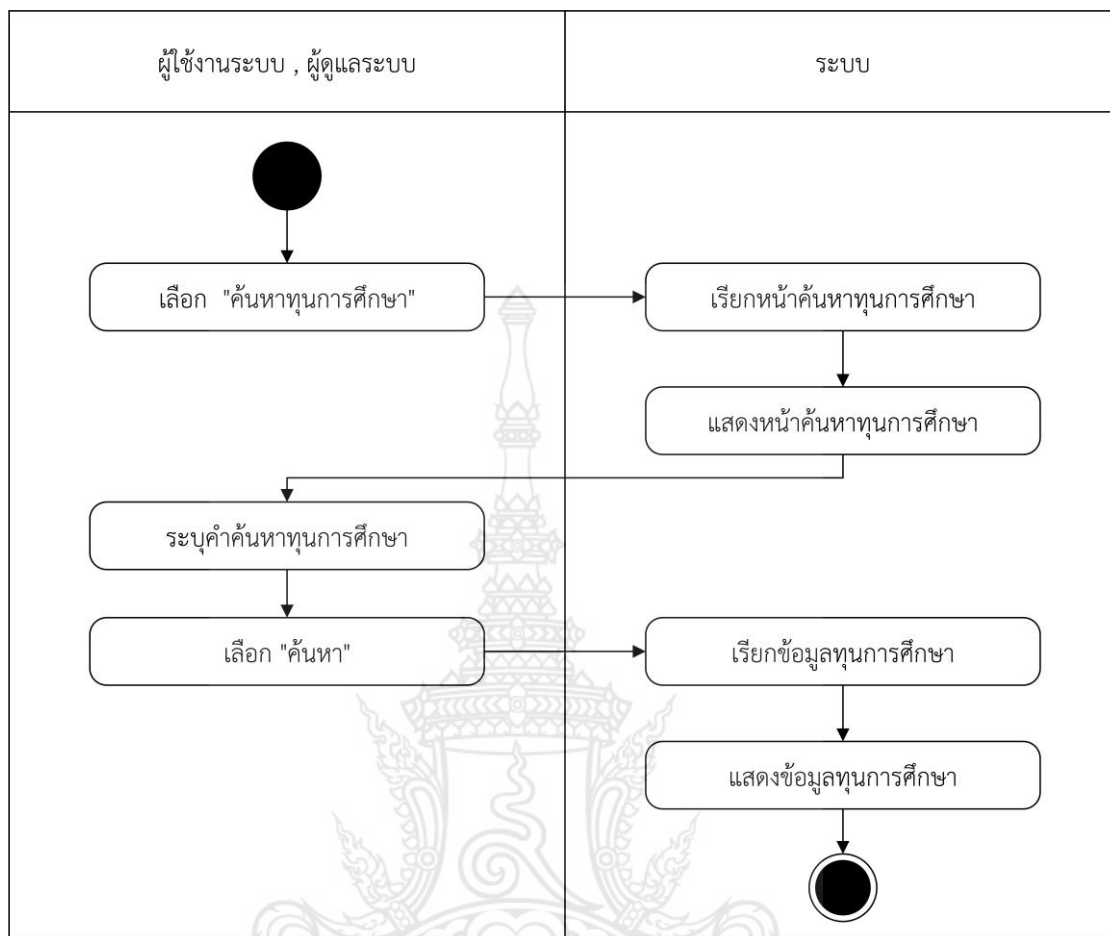 ผู้ใช้งานระบบ , ผู้ดูแลระบบ
ระบบ
เลือก "ค้นหาทุนการศึกษา"
เรียกหน้าค้นหาทุนการศึกษา
แสดงหน้าค้นหาทุนการศึกษา
ระบุคำค้นหาทุนการศึกษา
เลือก "ค้นหา"
เรียกข้อมูลทุนการศึกษา
แสดงข้อมูลทุนการศึกษา